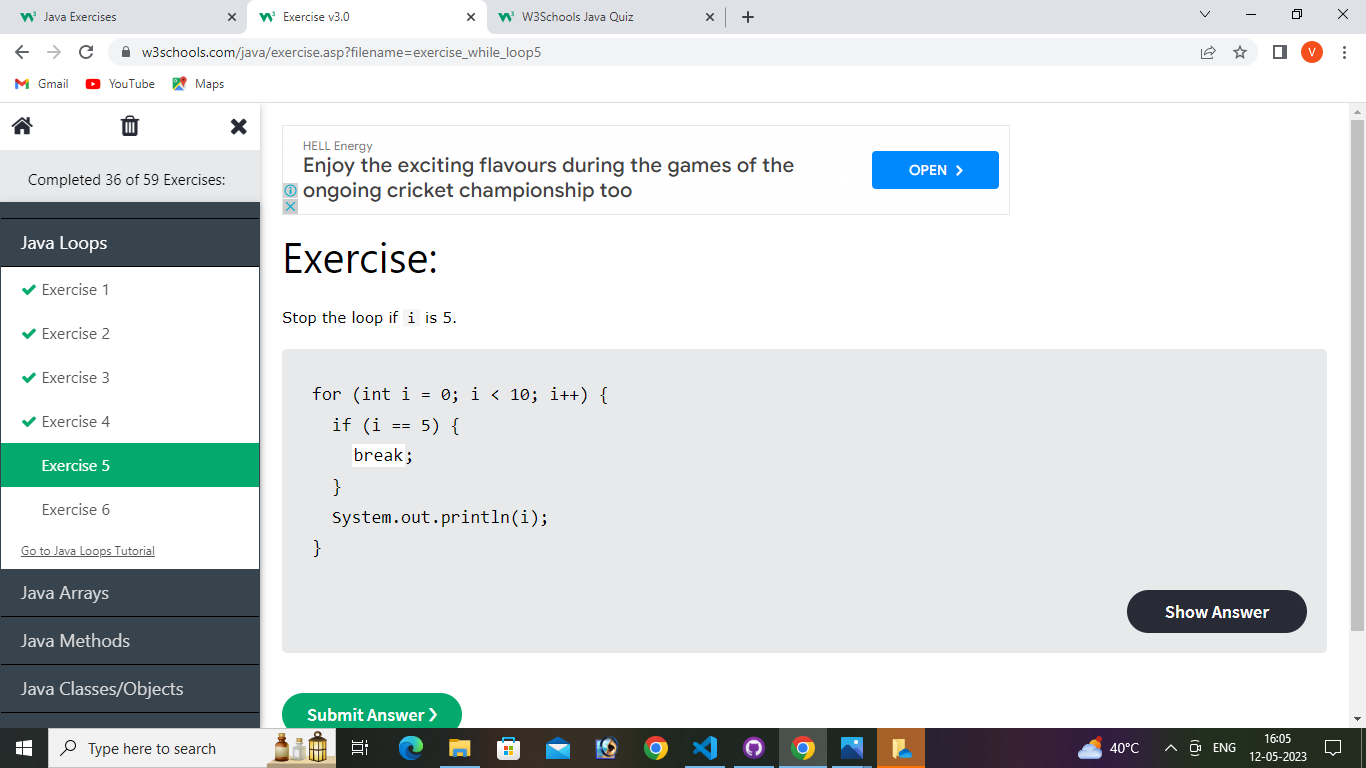 Java Exercises
Exercise v3.0
W3Schools Java Quiz
w3schools.com/java/exercise.asp?filename=exercise_while_loop5
V
Gmail
YouTube
Maps
Completed 36 of 59 Exercises:
Java Loops
Exercise 1
Exercise 2
Exercise 3
Exercise 4
Exercise 5
Exercise 6
Go to Java Loops Tutorial
Java Arrays
Java Methods
Java Classes/Objects
HELL Energy
Enjoy the exciting flavours during the games of the
ongoing cricket championship too
OPEN
Exercise:
Stop the loop if i is 5.
for (int i = 0; i < 10; i++) {
if (i == 5) {
break;
}
System.out.println(i);
}
Show Answer
Submit Answer ❯
Type here to search
40°C
ENG
16:05
12-05-2023